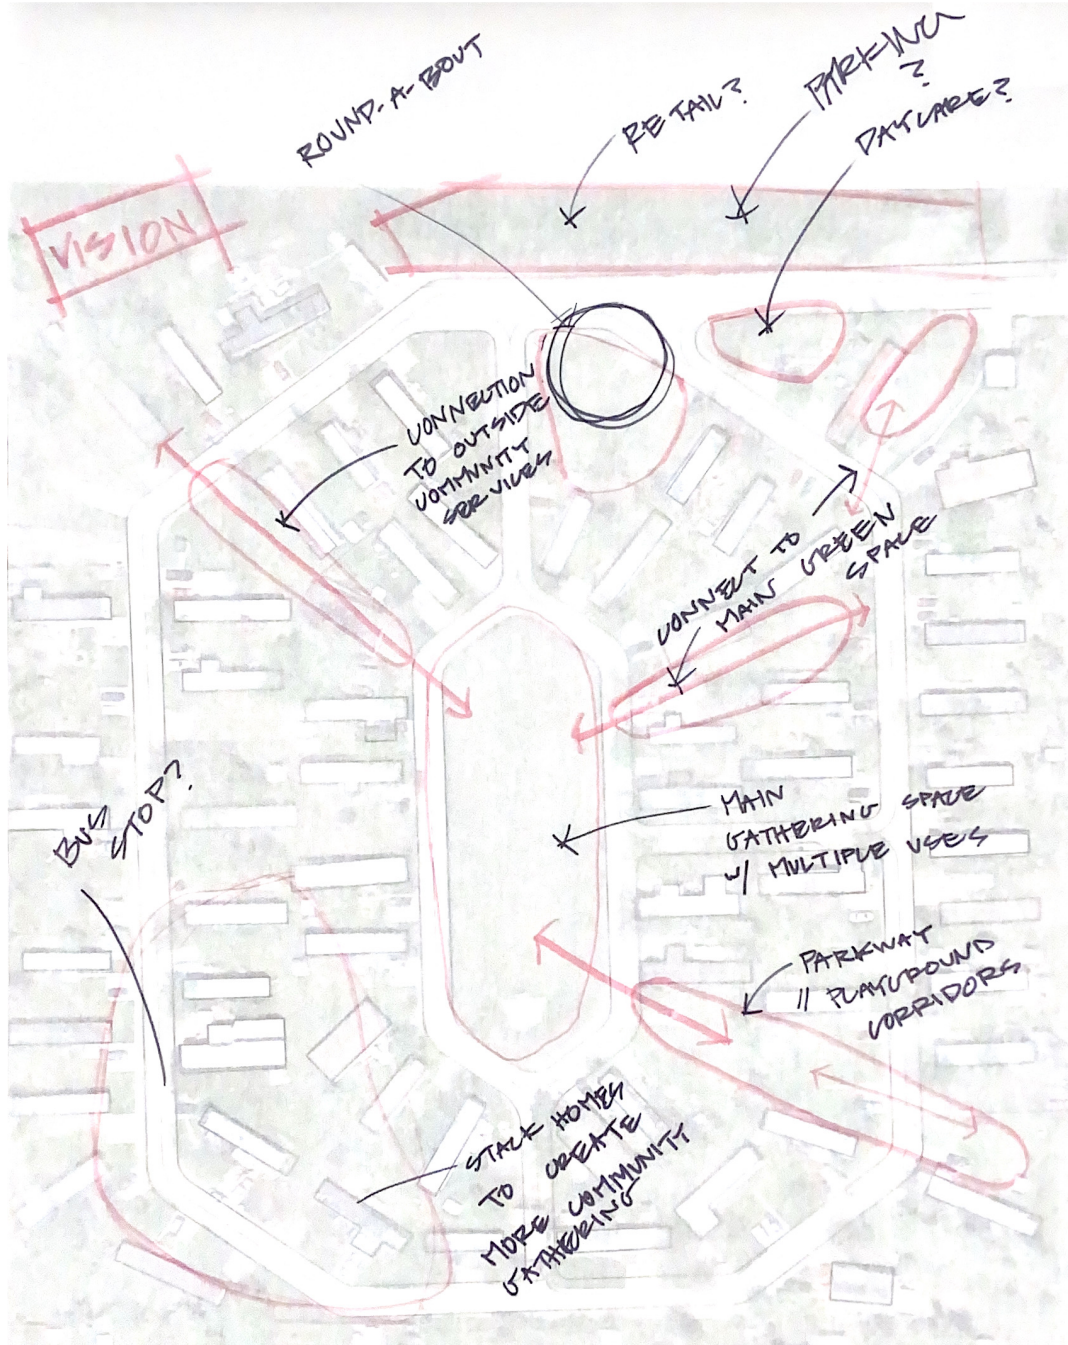 ROUND-A-BOUT
RETAIL?
PARKING
?
DAYCARE?
VISION
CONNECTION
TO OUTSIDE
COMMUNITY
SERVICES
CONNECT TO
MAIN GREEN
SPACE
BUS
STOP?
MAIN
GATHERING SPACE
W/ MULTIPLE USES
PARKWAY
// PLAYGROUND
CORRIDORS
STACK HOMES
TO CREATE
MORE COMMUNITY
GATHERING